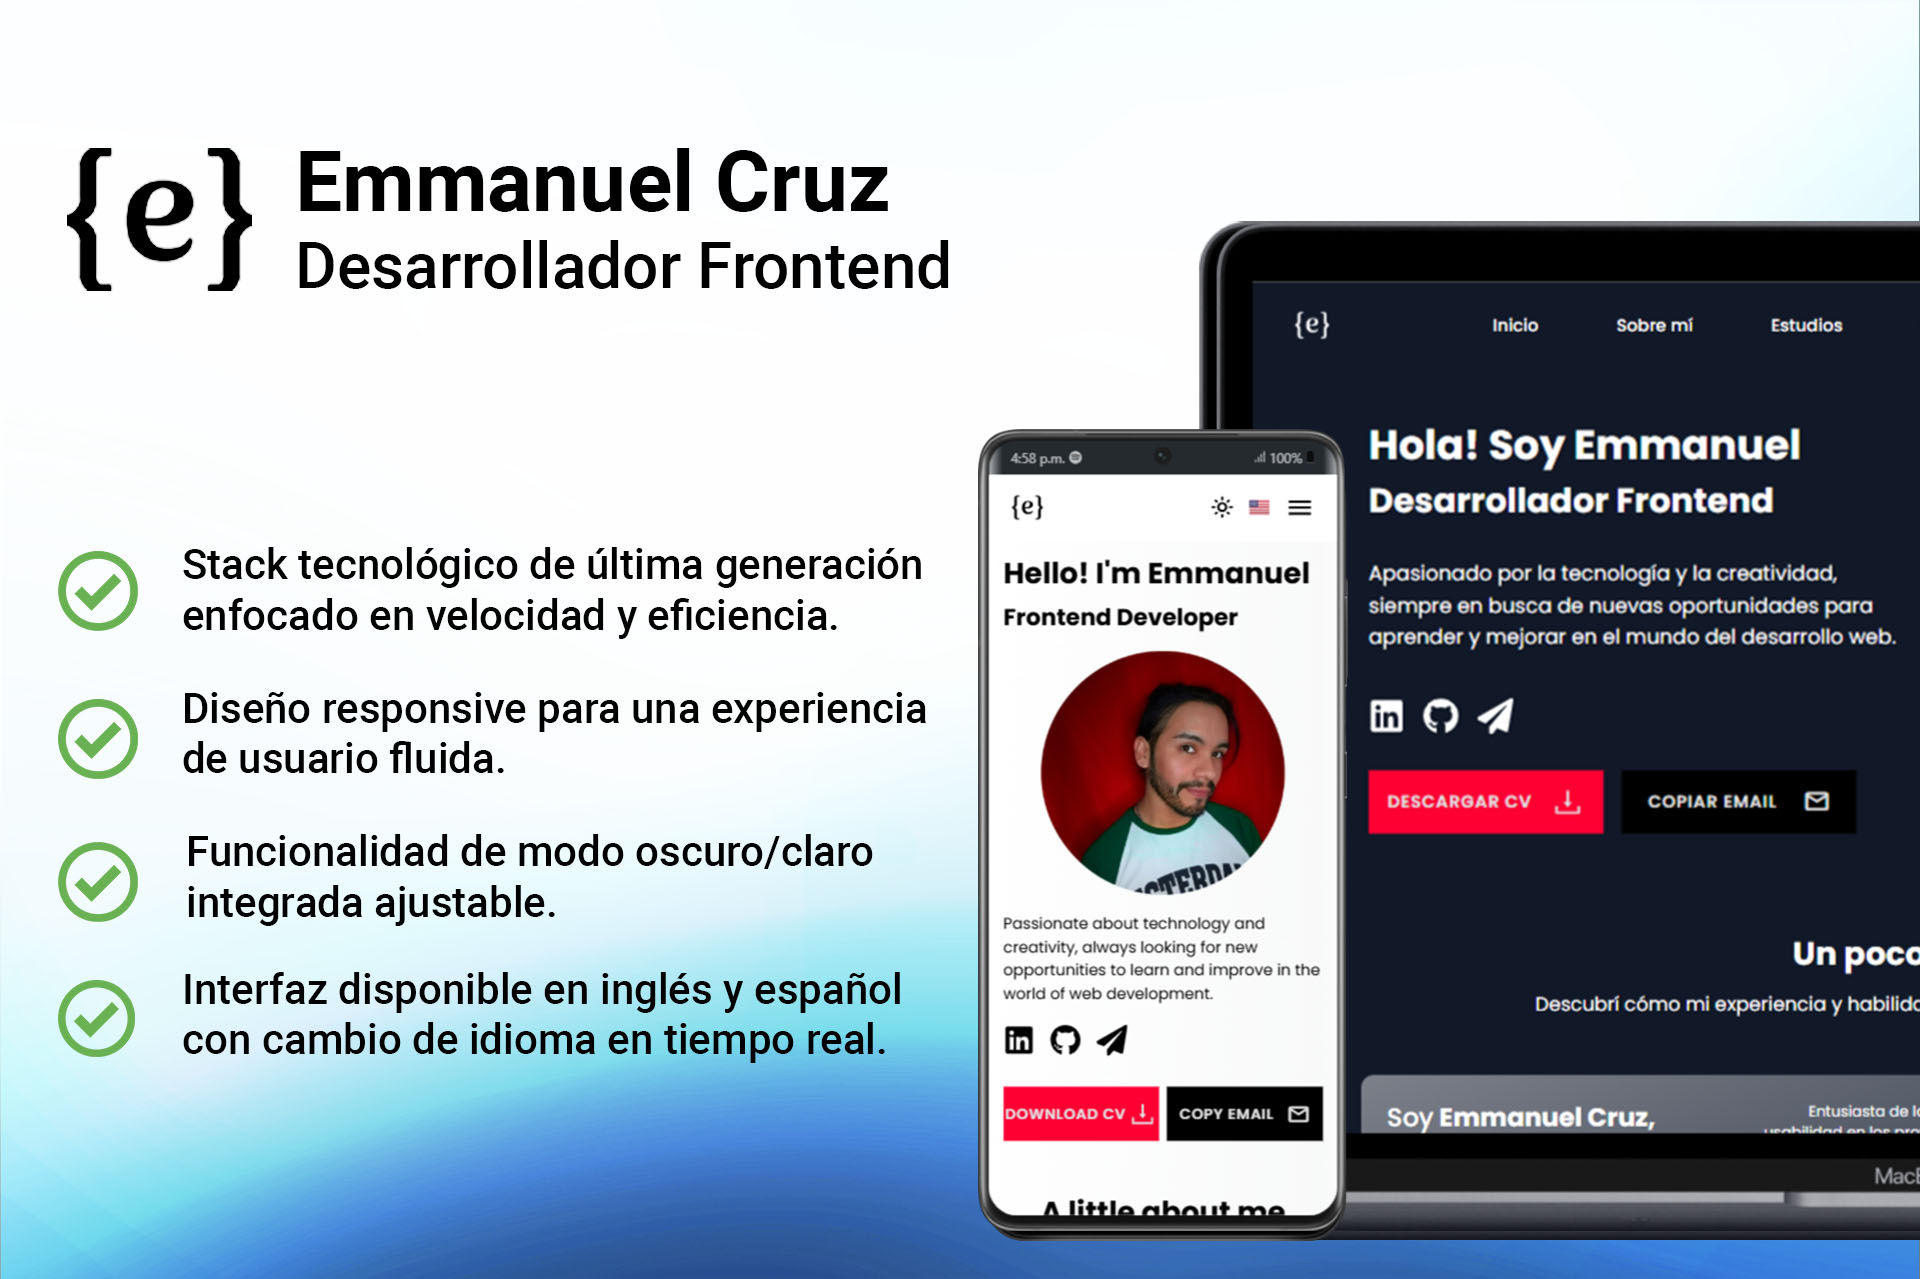 {e}
Emmanuel Cruz
Desarrollador Frontend
Stack tecnológico de última generación
enfocado en velocidad y eficiencia.
Diseño responsive para una experiencia
de usuario fluida.
Funcionalidad de modo oscuro/claro
integrada ajustable.
Interfaz disponible en inglés y español
con cambio de idioma en tiempo real.
4:58 p.m.
100%
{e}
Hello! I'm Emmanuel
Frontend Developer
Passionate about technology and
creativity, always looking for new
opportunities to learn and improve in the
world of web development.
in
DOWNLOAD CV
COPY EMAIL
A little about me
{e}
Inicio
Sobre mí
Estudios
Hola! Soy Emmanuel
Desarrollador Frontend
Apasionado por la tecnología y la creatividad,
siempre en busca de nuevas oportunidades para
aprender y mejorar en el mundo del desarrollo web.
in
DESCARGAR CV
COPIAR EMAIL
Un poco
Descubrí cómo mi experiencia y
Soy Emmanuel Cruz,
Entusiasta de